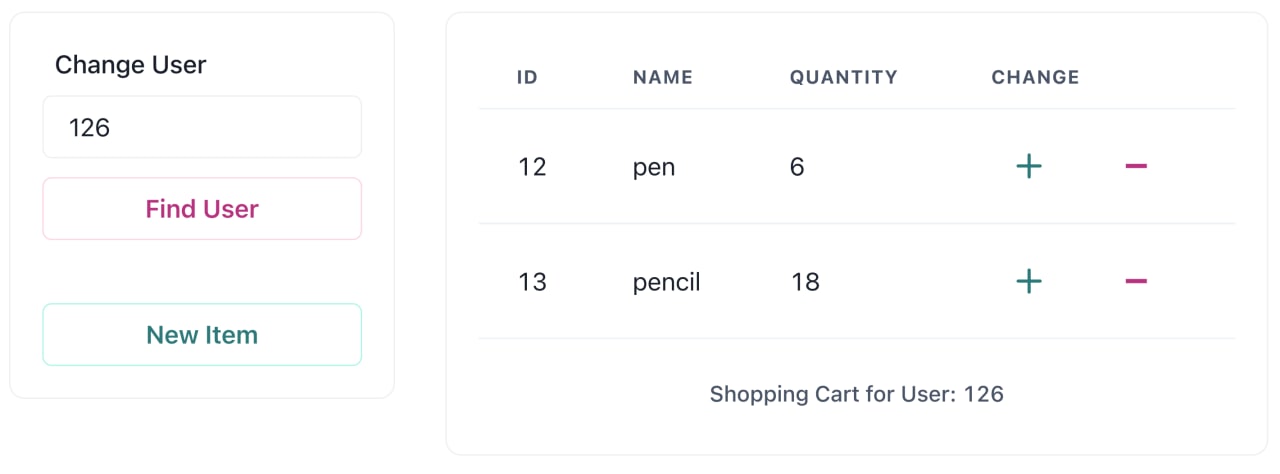 Change User
126
Find User
New Item
ID NAME QUANTITY CHANGE
12 pen 6 + −
13 pencil 18 + −
Shopping Cart for User: 126